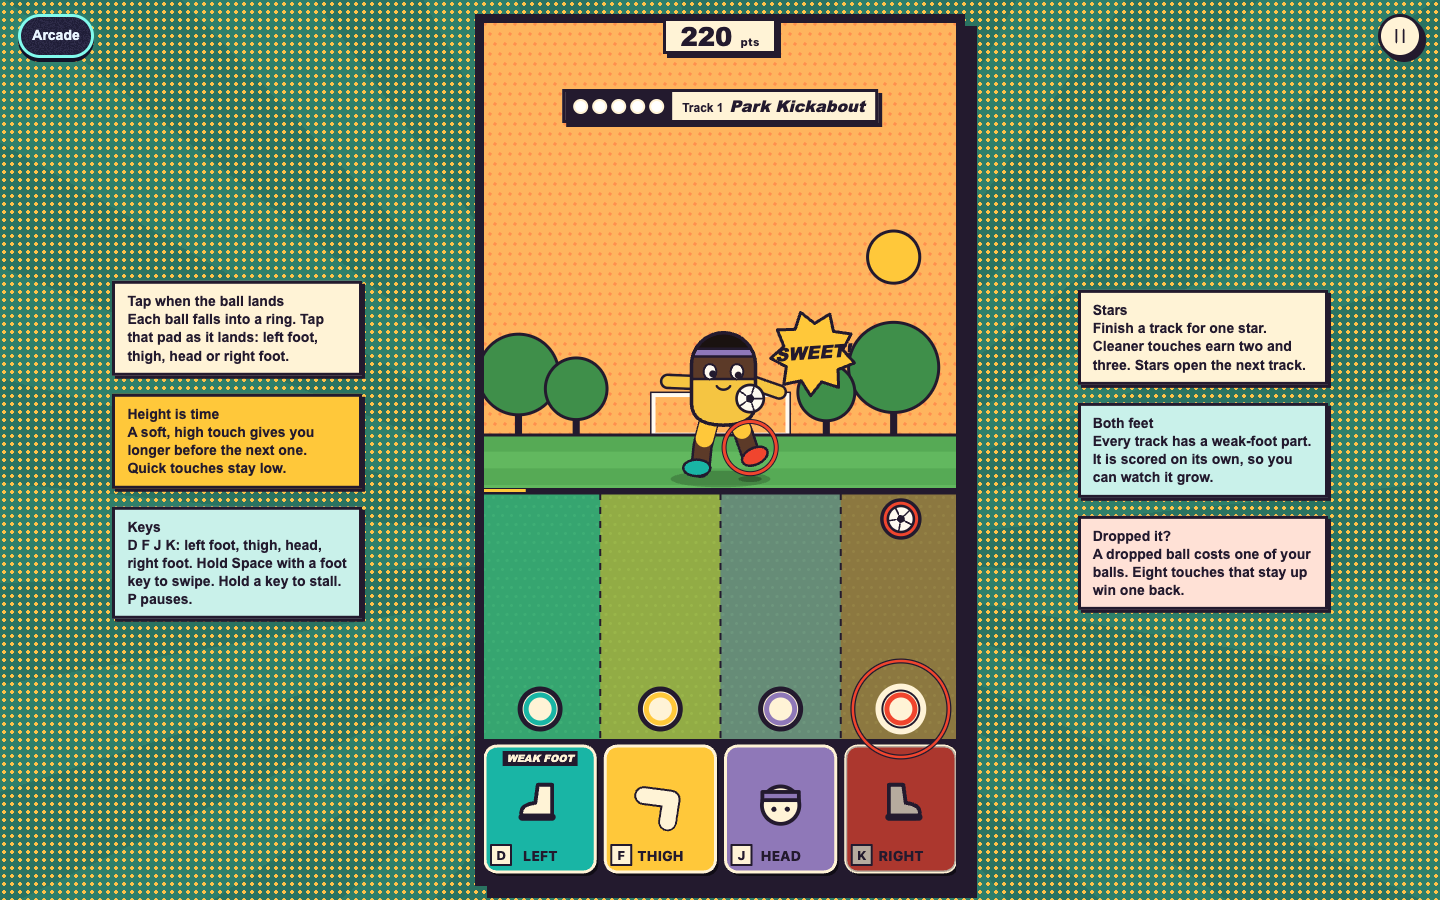 Arcade
220 pts
Track 1 Park Kickabout
SWEET!
Tap when the ball lands
Each ball falls into a ring. Tap
that pad as it lands: left foot,
thigh, head or right foot.
Height is time
A soft, high touch gives you
longer before the next one.
Quick touches stay low.
Keys
D F J K: left foot, thigh, head,
right foot. Hold Space with a foot
key to swipe. Hold a key to stall.
P pauses.
Stars
Finish a track for one star.
Cleaner touches earn two and
three. Stars open the next track.
Both feet
Every track has a weak-foot part.
It is scored on its own, so you
can watch it grow.
Dropped it?
A dropped ball costs one of your
balls. Eight touches that stay up
win one back.
WEAK FOOT
D LEFT
F THIGH
J HEAD
K RIGHT